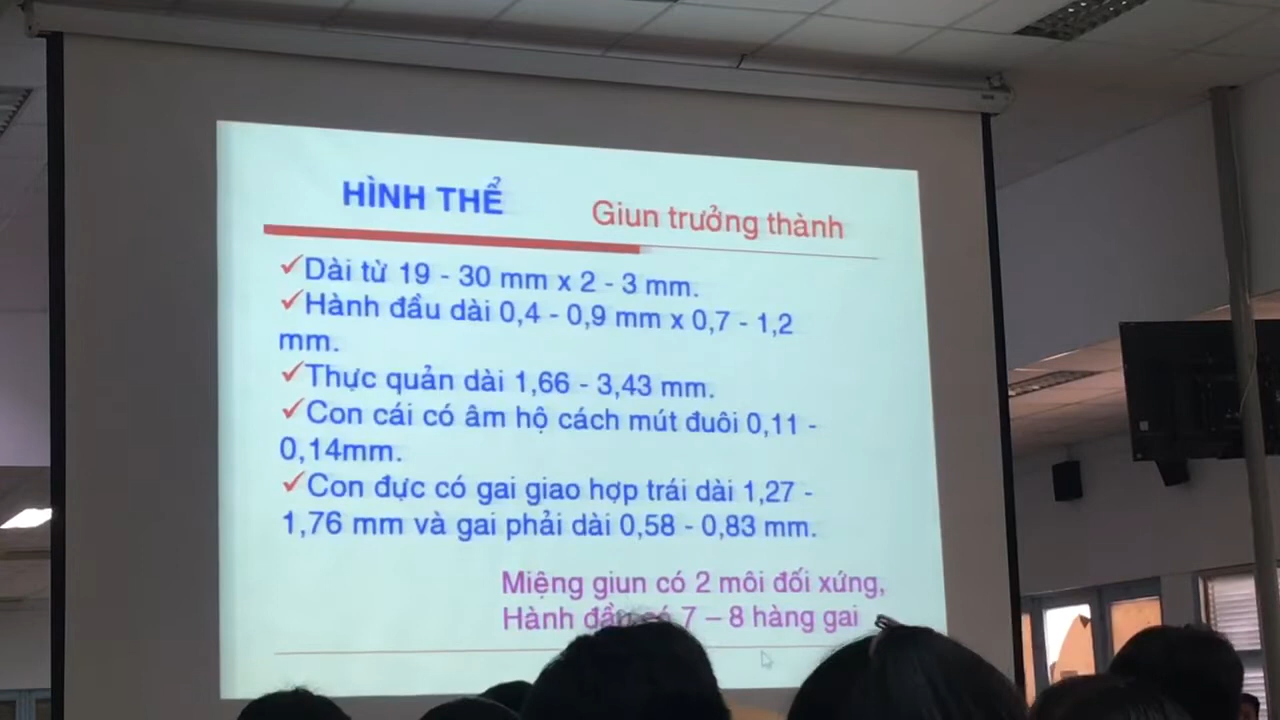 HÌNH THỂ
Giun trưởng thành
✓Dài từ 19 - 30 mm x 2 - 3 mm.
✓Hành đầu dài 0,4 - 0,9 mm x 0,7 - 1,2
mm.
✓Thực quản dài 1,66 - 3,43 mm.
✓Con cái có âm hộ cách mút đuôi 0,11 -
0,14mm.
✓Con đực có gai giao hợp trái dài 1,27 -
1,76 mm và gai phải dài 0,58 - 0,83 mm.
Miệng giun có 2 môi đối xứng,
Hành đầu có 7 – 8 hàng gai